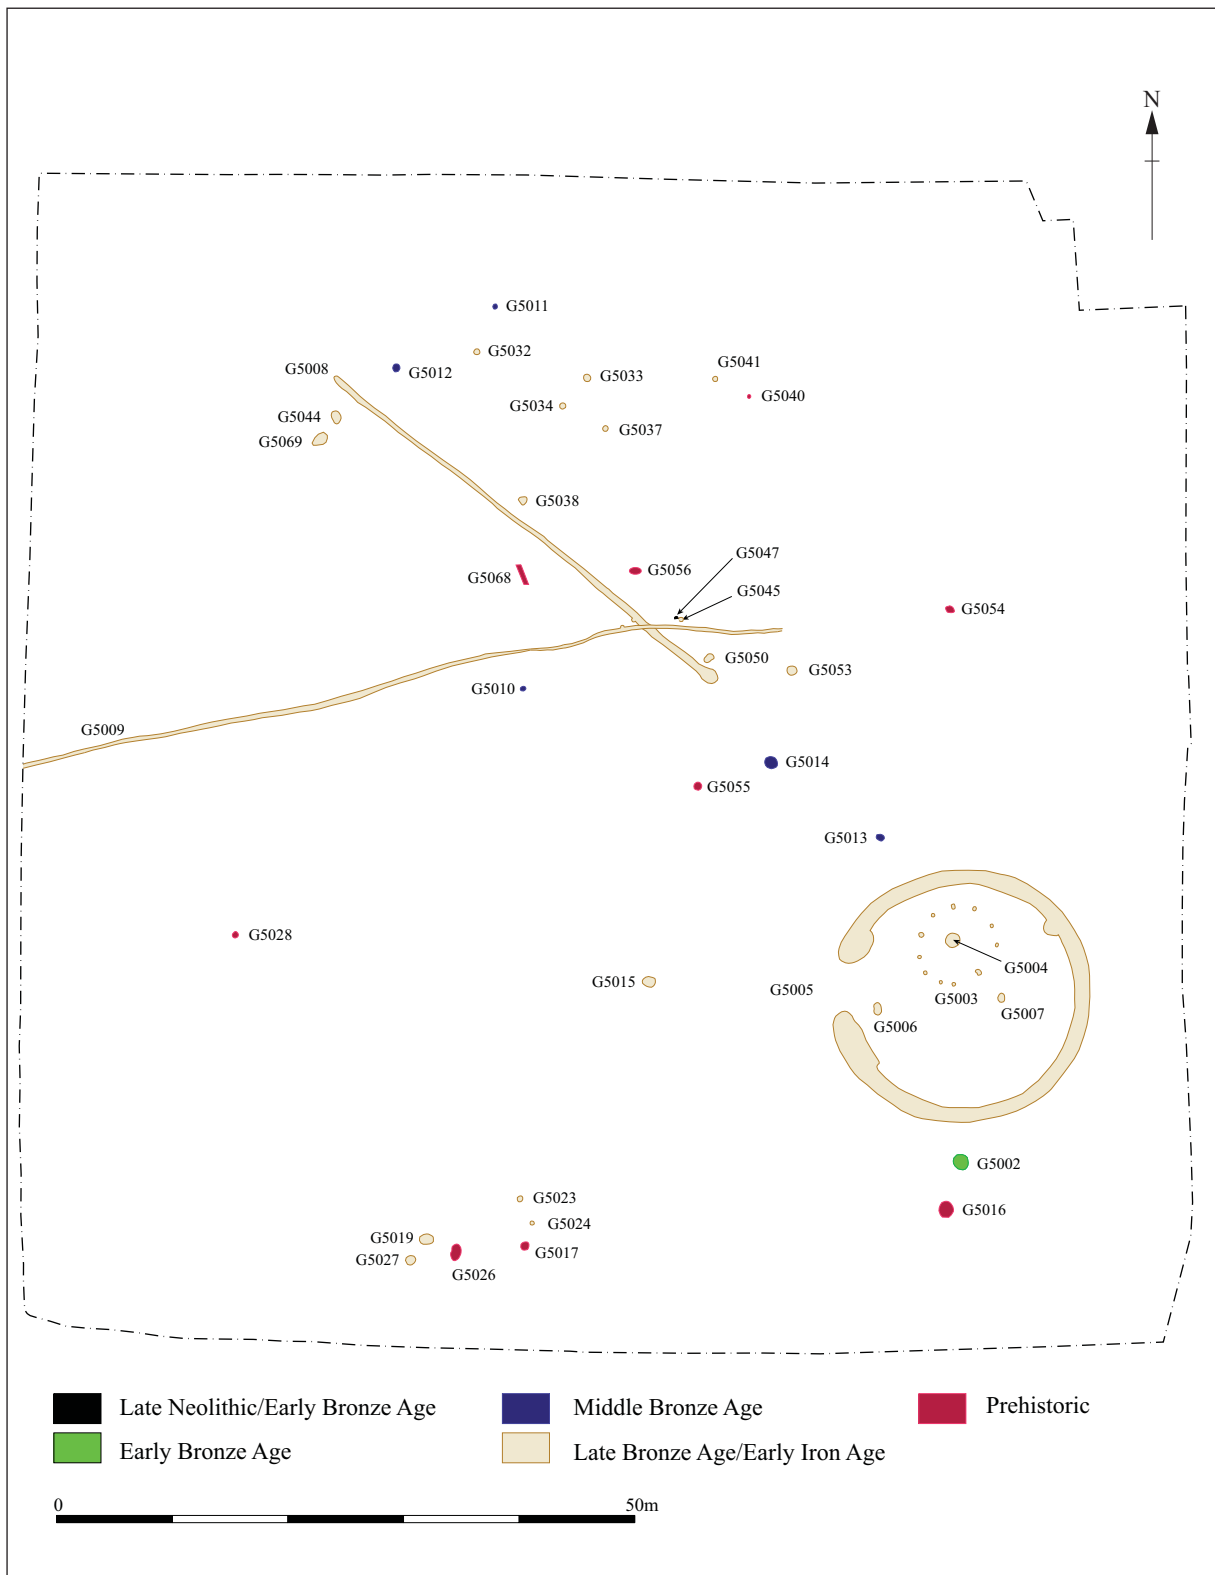 N
G5011
G5032
G5041
G5008
G5012
G5033
G5040
G5034
G5044
G5037
G5069
G5038
G5047
G5056
G5068
G5045
G5054
G5050
G5053
G5010
G5009
G5014
G5055
G5013
G5028
G5004
G5015
G5005
G5003
G5007
G5006
G5002
G5023
G5016
G5024
G5019
G5017
G5027
G5026
Late Neolithic/Early Bronze Age
Middle Bronze Age
Prehistoric
Early Bronze Age
Late Bronze Age/Early Iron Age
0
50m